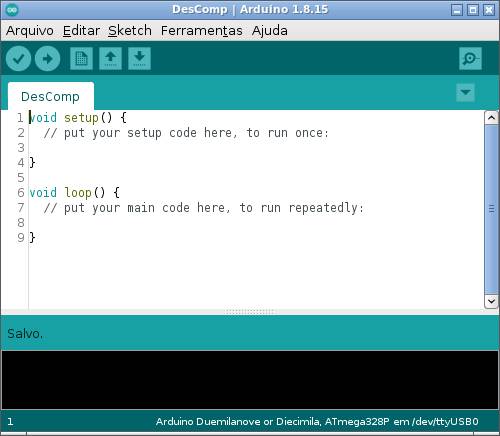 DesComp | Arduino 1.8.15
Arquivo Editar Sketch Ferramentas Ajuda
DesComp
1 void setup() {
2   // put your setup code here, to run once:
3
4 }
5
6 void loop() {
7   // put your main code here, to run repeatedly:
8
9 }
Salvo.
1 Arduino Duemilanove or Diecimila, ATmega328P em /dev/ttyUSB0